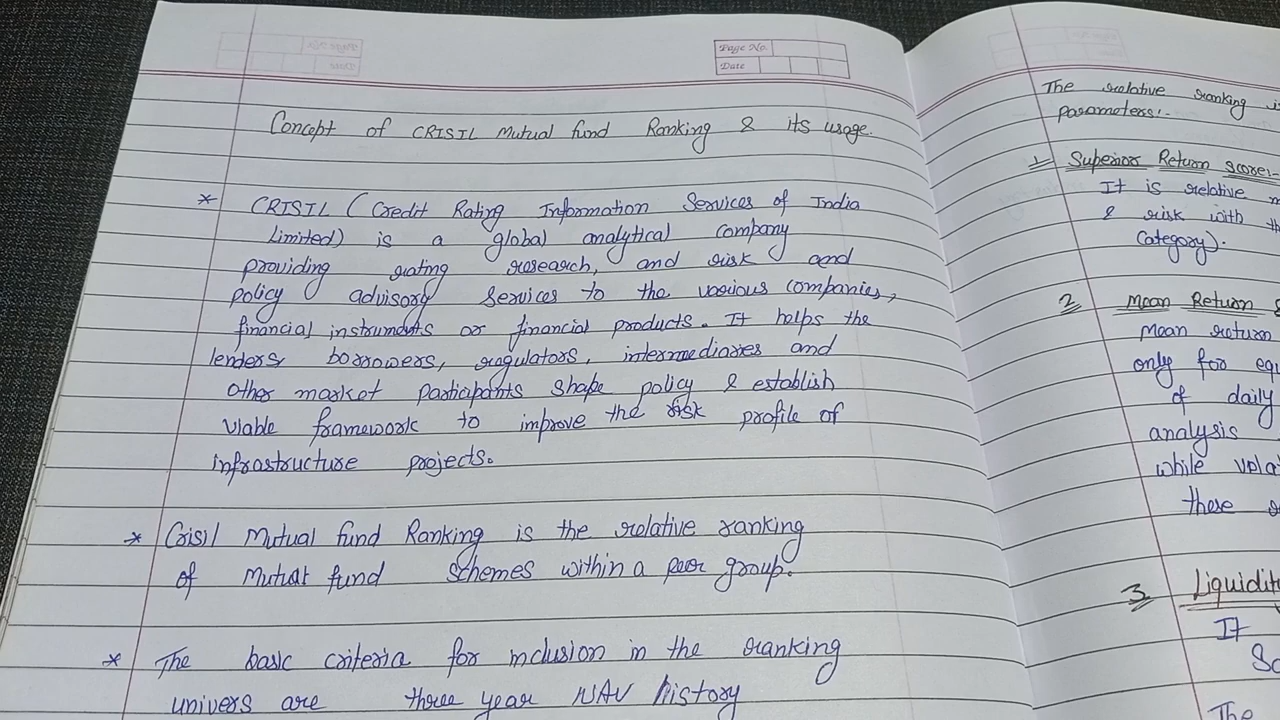 Page No.
Date
Concept of CRISIL Mutual fund Ranking & its usage.
* CRISIL (Credit Rating Information Services of India
Limited) is a global analytical company
providing rating research, and risk and
policy advisory services to the various companies,
financial instruments or financial products. It helps the
lenders, borrowers, regulators, intermediaries and
other market participants shape policy & establish
viable framework to improve the risk profile of
infrastructure projects.
* Crisil Mutual fund Ranking is the relative ranking
of Mutual fund schemes within a peer group.
* The basic criteria for inclusion in the ranking
univers are three year NAV history
The relative ranking
parameters:-
1 Superior Return score:-
It is relative
& risk with
Category).
2 Mean Return
Mean return
only for
of daily
analysis
while
these
3
It
The